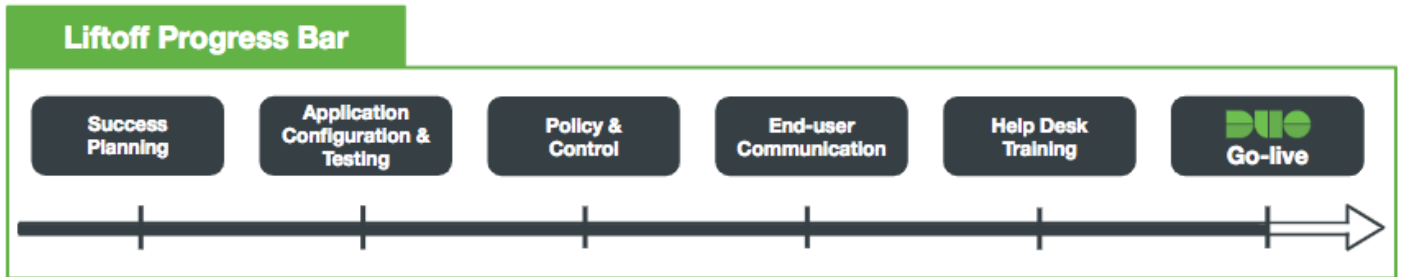 Liftoff Progress Bar
Success
Planning
Application
Configuration &
Testing
Policy &
Control
End-user
Communication
Help Desk
Training
DUO
Go-live